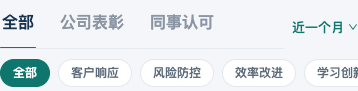 全部 公司表彰 同事认可 近一个月
全部 客户响应 风险防控 效率改进 学习创新